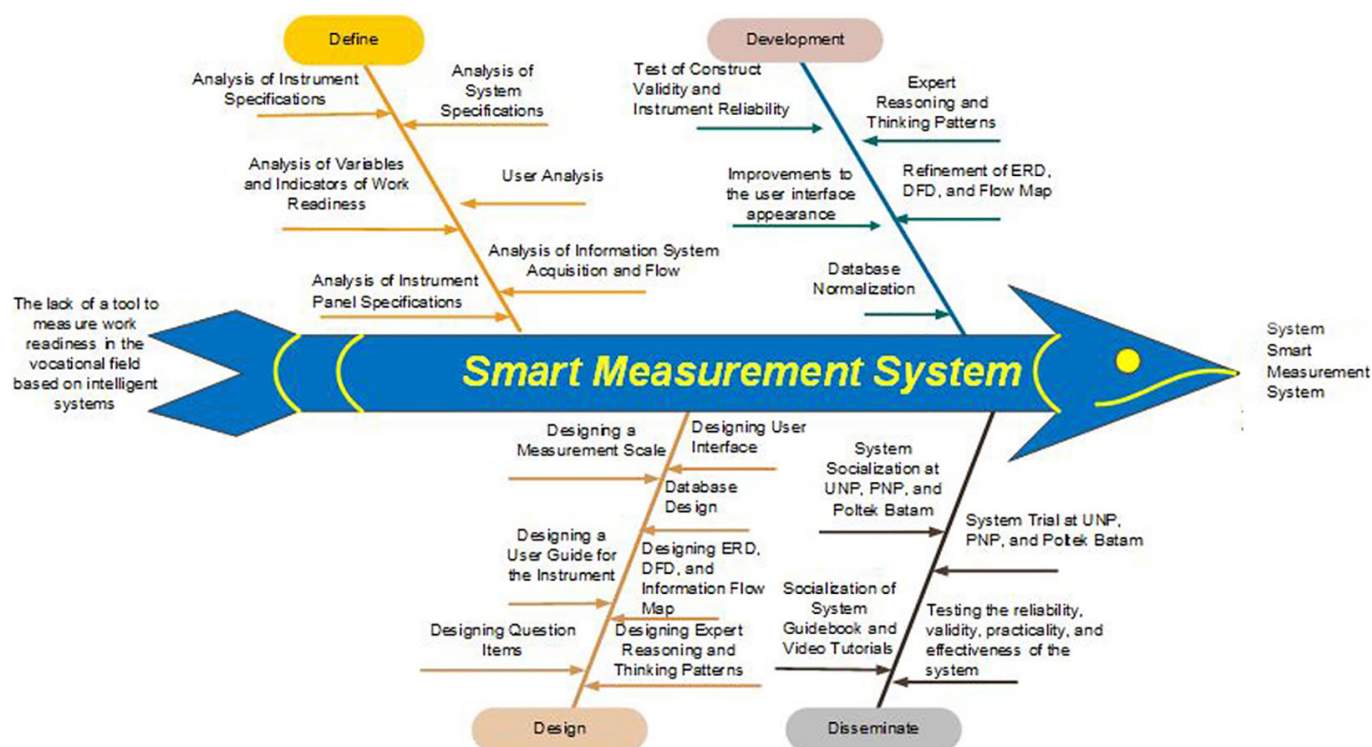 Define
Development
Analysis of Instrument
Specifications
Analysis of
System
Specifications
Test of Construct
Validity and
Instrument Reliability
Expert
Reasoning and
Thinking Patterns
Analysis of Variables
and Indicators of Work
Readiness
User Analysis
Improvements to
the user interface
appearance
Refinement of ERD,
DFD, and Flow Map
Analysis of Instrument
Panel Specifications
Analysis of Information System
Acquisition and Flow
Database
Normalization
The lack of a tool to
measure work
readiness in the
vocational field
based on intelligent
systems
Smart Measurement System
System
Smart
Measurement
System
Designing a
Measurement Scale
Designing User
Interface
Database
Design
System
Socialization at
UNP, PNP, and
Poltek Batam
System Trial at UNP,
PNP, and Poltek Batam
Designing a
User Guide for
the Instrument
Designing ERD,
DFD, and
Information Flow
Map
Socialization of
System
Guidebook and
Video Tutorials
Testing the reliability,
validity, practicality, and
effectiveness of the
system
Designing Question
Items
Designing Expert
Reasoning and
Thinking Patterns
Design
Disseminate